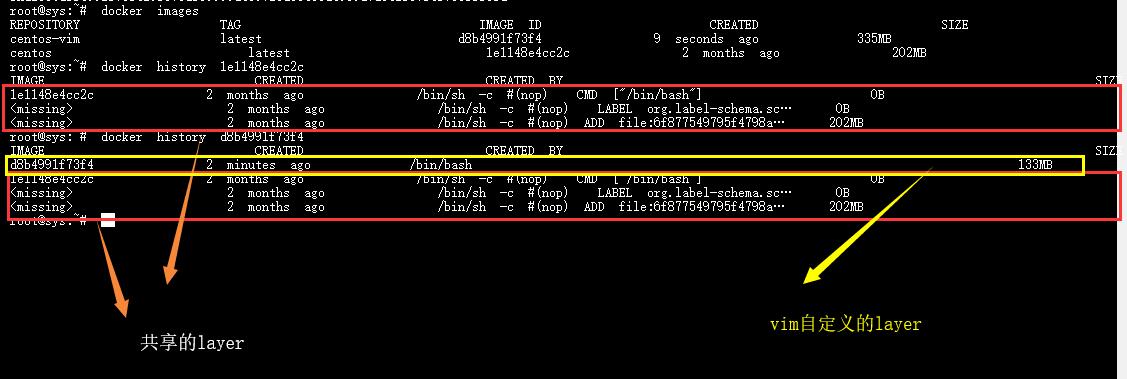 root@sys:~# docker images
REPOSITORY TAG IMAGE ID CREATED SIZE
centos-vim latest d8b4991f73f4 9 seconds ago 335MB
centos latest 1e1148e4cc2c 2 months ago 202MB
root@sys:~# docker history 1e1148e4cc2c
IMAGE CREATED CREATED BY SIZE
1e1148e4cc2c 2 months ago /bin/sh -c #(nop) CMD ["/bin/bash"] 0B
<missing> 2 months ago /bin/sh -c #(nop) LABEL org.label-schema.sc… 0B
<missing> 2 months ago /bin/sh -c #(nop) ADD file:6f877549795f4798a… 202MB
root@sys:~# docker history d8b4991f73f4
IMAGE CREATED CREATED BY SIZE
d8b4991f73f4 2 minutes ago /bin/bash 133MB
1e1148e4cc2c 2 months ago /bin/sh -c #(nop) CMD ["/bin/bash"] 0B
<missing> 2 months ago /bin/sh -c #(nop) LABEL org.label-schema.sc… 0B
<missing> 2 months ago /bin/sh -c #(nop) ADD file:6f877549795f4798a… 202MB
root@sys:~#
vim自定义的layer
共享的layer